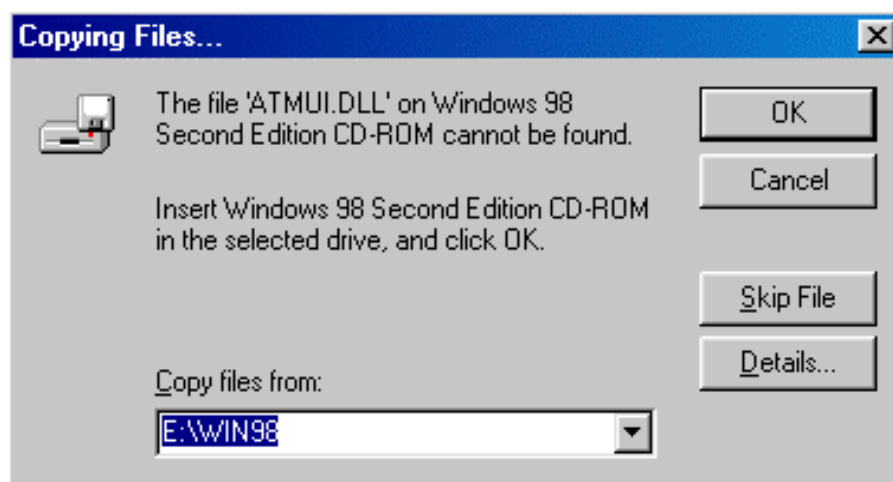 Copying Files...
The file 'ATMUI.DLL' on Windows 98
Second Edition CD-ROM cannot be found.
Insert Windows 98 Second Edition CD-ROM
in the selected drive, and click OK.
Copy files from:
E:\WIN98
OK
Cancel
Skip File
Details...